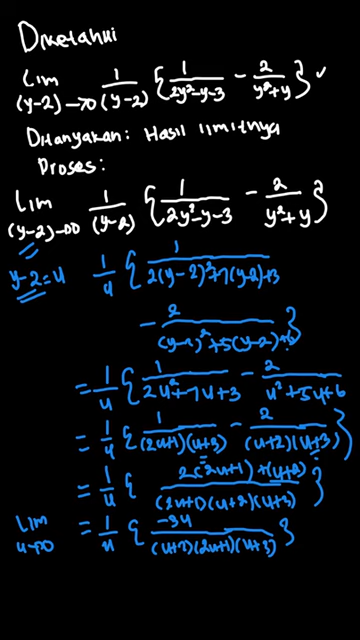 Diketahui
Lim (y-2)→0 1/(y-2) { 1/(2y²-y-3) - 2/(y²+y) } ✓
Ditanyakan: Hasil limitnya
Proses:
Lim (y-2)→0 1/(y-2) { 1/(2y²-y-3) - 2/(y²+y) }
y-2=u 1/u { 1/(2(y-2)²+7(y-2)+3)
- 2/((y-2)²+5(y-2)+6) }
= 1/u { 1/(2u²+7u+3) - 2/(u²+5u+6)
= 1/u { 1/((2u+1)(u+3)) - 2/((u+2)(u+3)) }
= 1/u { (2(-2u+1)+(u+2))/((2u+1)(u+2)(u+3)) }
Lim u→0 = 1/u { -3u/((u+2)(2u+1)(u+3)) }